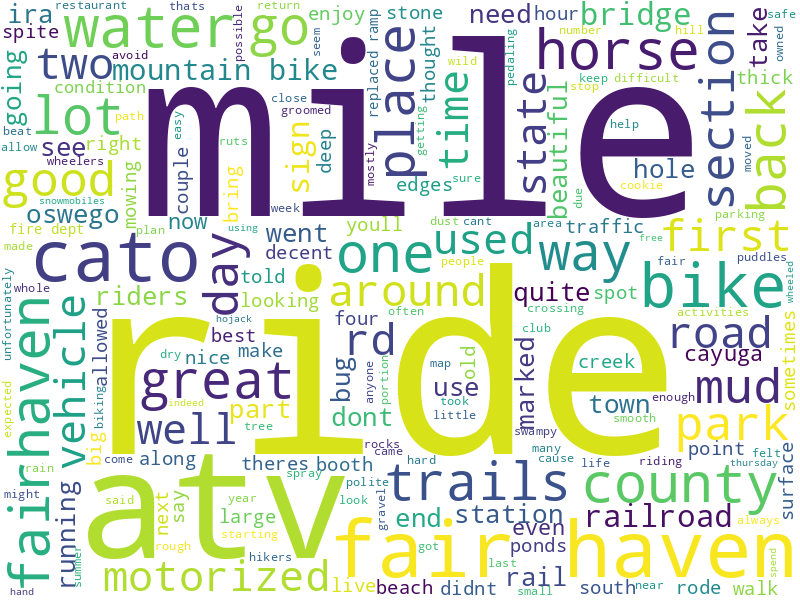 mile
ride
atv
fair haven
cato
water
go
horse
place
state
section
back
lot
two
mountain bike
bridge
need
take
ira
spite
going
restaurant
thats
avoid
possible
return
seem
enjoy
stone
hour
thought
replaced ramp
wild
pedaling
number
stop
keep
difficult
hill
safe
owned
thick
condition
close
groomed
path
beat
allow
easy
ruts
wheelers
snowmobiles
see
right
good
mowing
couple
bring
sign
deep
mostly
time
getting
edges
sure
beautiful
due
hole
help
cookie
moved
parking
oswego
now
week
plan
using
fire dept
made
whole
unfortunately
fairhaven
vehicle
riders
allowed
day
went
decent
told
looking
youll
dust
cant
people
one
used
way
area
traffic
free
fair
puddles
wheeled
first
around
quite
spot
crossing
club
often
bike
activities
road
cayuga
sometimes
hojack
four
best
nice
make
dry
biking
great
indeed
rd
bug
anyone
portion
old
map
use
took
little
marked
creek
town
enough
smooth
mud
expected
rain
might
big
part
well
tree
dont
rocks
came
swampy
many
cause
park
point
felt
thursday
surface
come
along
theres
booth
hard
life
riding
running
next
say
said
year
large
starting
spray
polite
look
gravel
trails
county
end
station
even
railroad
always
summer
rough
hikers
motorized
live
got
last
ponds
rail
beach
didnt
small
south
near
rode
walk
spend
hand